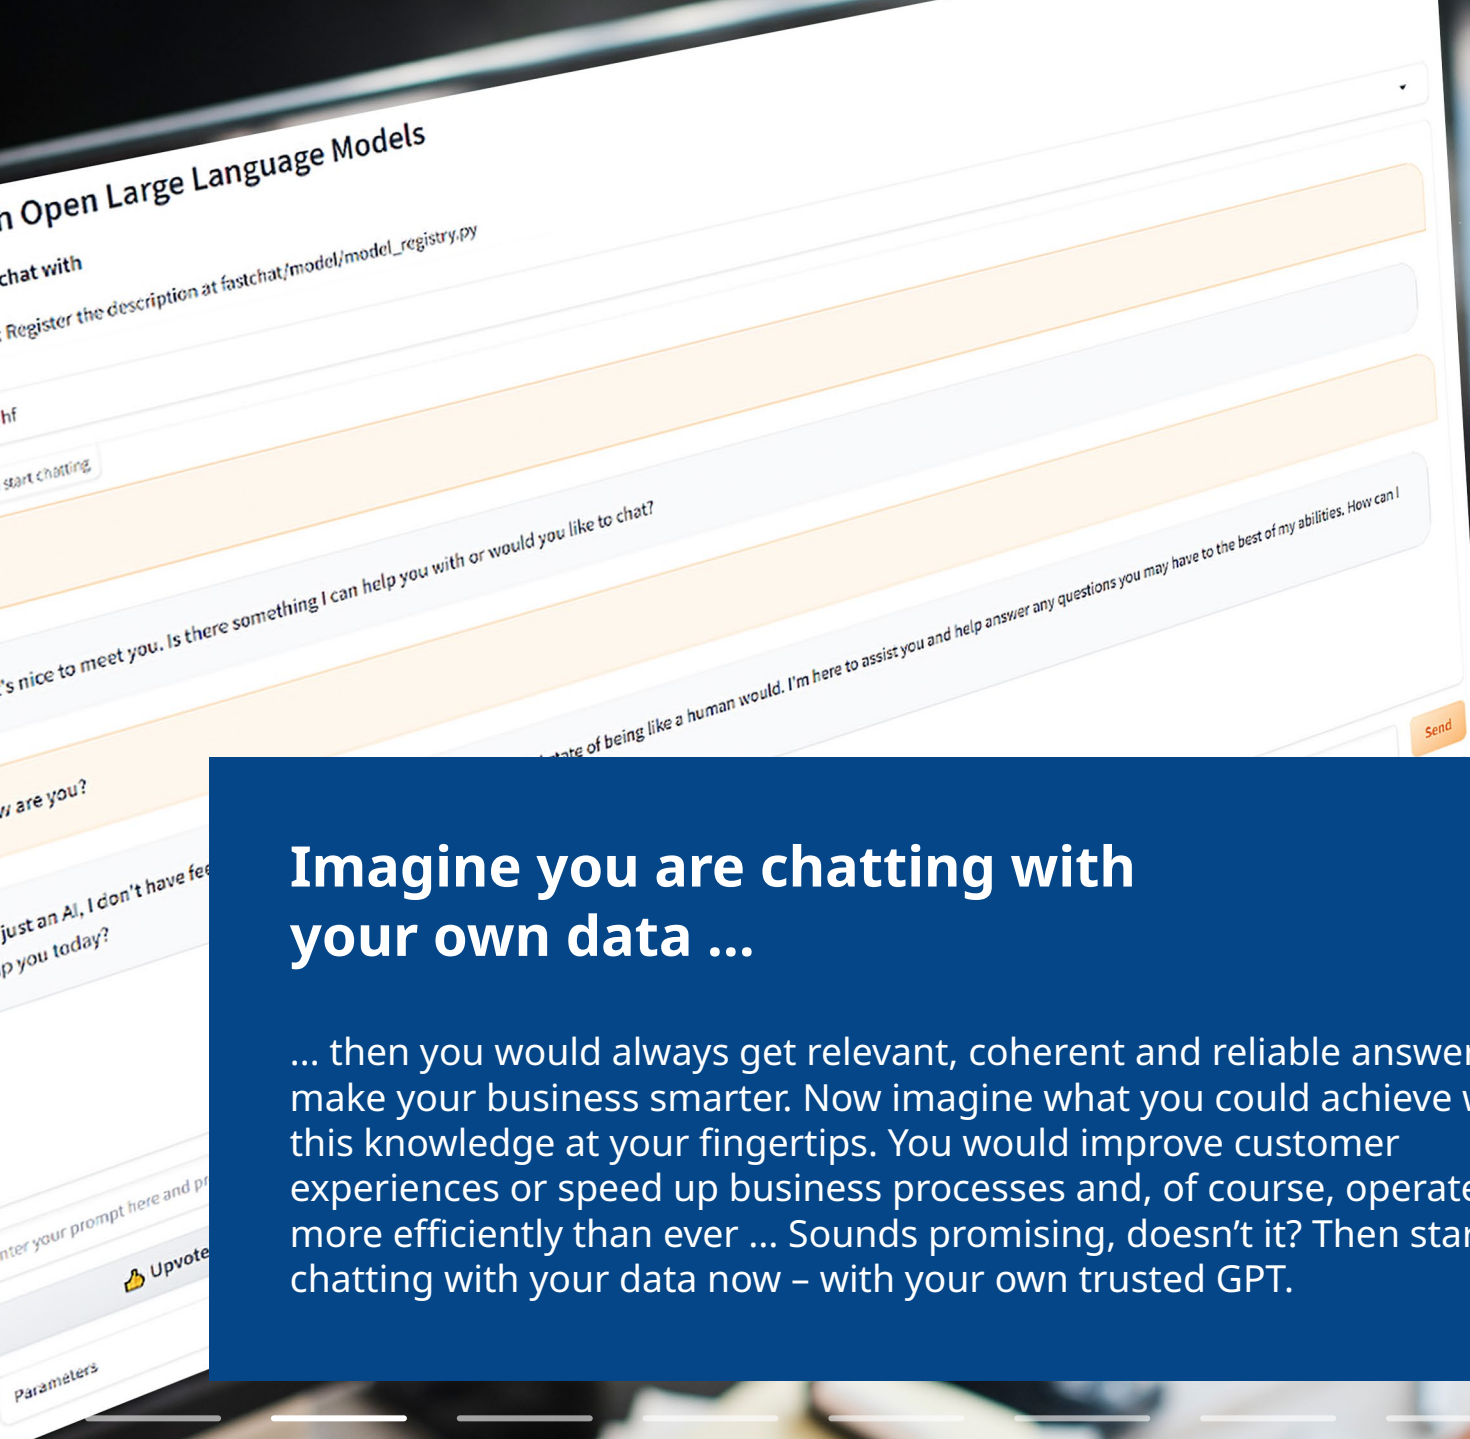 n Open Large Language Models
chat with
: Register the description at fastchat/model/model_registry.py
hf
start chatting
's nice to meet you. Is there something I can help you with or would you like to chat?
w are you?
just an AI, I don't have fee
state of being like a human would. I'm here to assist you and help answer any questions you may have to the best of my abilities. How can I
p you today?
Send
nter your prompt here and pr
👍 Upvote
Parameters
Imagine you are chatting with
your own data ...
... then you would always get relevant, coherent and reliable answer
make your business smarter. Now imagine what you could achieve w
this knowledge at your fingertips. You would improve customer
experiences or speed up business processes and, of course, operate
more efficiently than ever ... Sounds promising, doesn’t it? Then star
chatting with your data now – with your own trusted GPT.